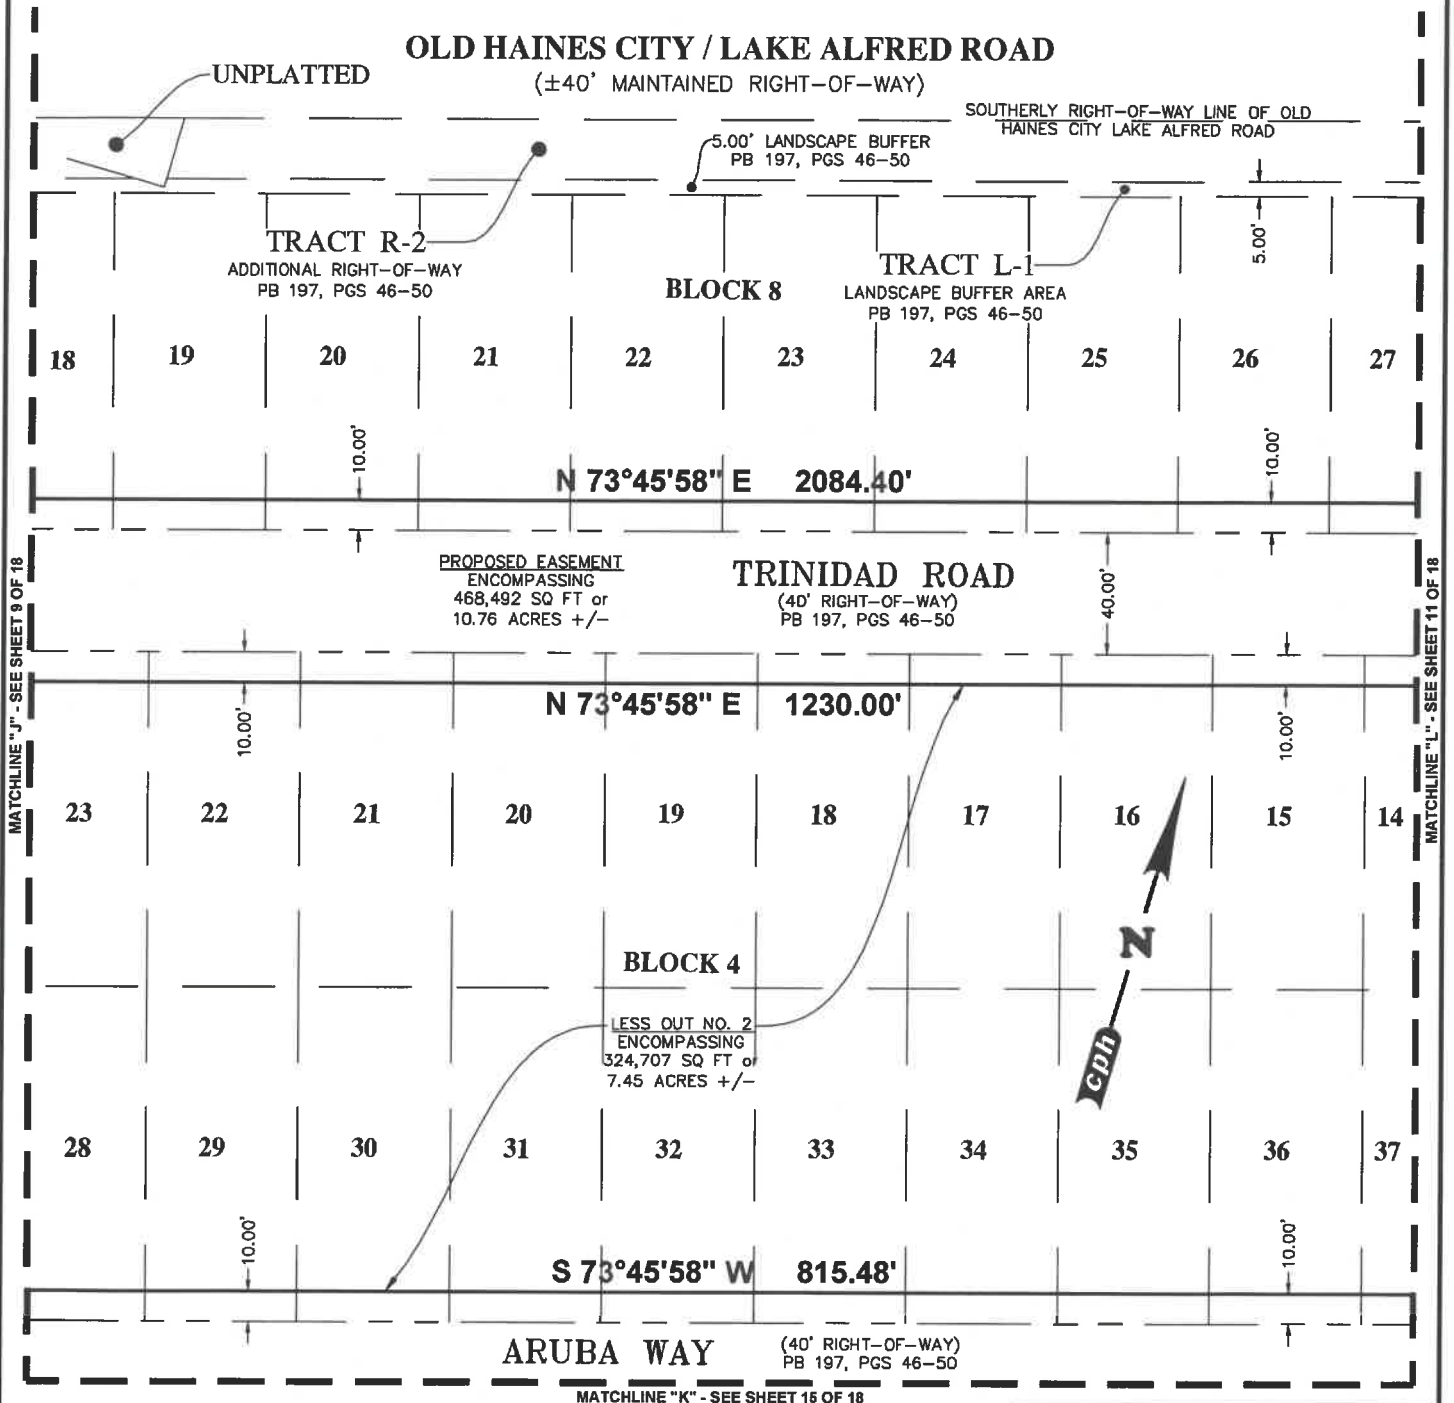 OLD HAINES CITY / LAKE ALFRED ROAD
(±40' MAINTAINED RIGHT-OF-WAY)
UNPLATTED
SOUTHERLY RIGHT-OF-WAY LINE OF OLD
HAINES CITY LAKE ALFRED ROAD
5.00' LANDSCAPE BUFFER
PB 197, PGS 46-50
5.00'
TRACT R-2
ADDITIONAL RIGHT-OF-WAY
PB 197, PGS 46-50
BLOCK 8
TRACT L-1
LANDSCAPE BUFFER AREA
PB 197, PGS 46-50
18 19 20 21 22 23 24 25 26 27
10.00'
10.00'
N 73°45'58" E 2084.40'
PROPOSED EASEMENT
ENCOMPASSING
468,492 SQ FT or
10.76 ACRES +/-
TRINIDAD ROAD
(40' RIGHT-OF-WAY)
PB 197, PGS 46-50
40.00'
MATCHLINE "J" - SEE SHEET 9 OF 18
MATCHLINE "L" - SEE SHEET 11 OF 18
N 73°45'58" E 1230.00'
10.00'
10.00'
23 22 21 20 19 18 17 16 15 14
N
cph
BLOCK 4
LESS OUT NO. 2
ENCOMPASSING
324,707 SQ FT or
7.45 ACRES +/-
28 29 30 31 32 33 34 35 36 37
10.00'
10.00'
S 73°45'58" W 815.48'
ARUBA WAY
(40' RIGHT-OF-WAY)
PB 197, PGS 46-50
MATCHLINE "K" - SEE SHEET 15 OF 18